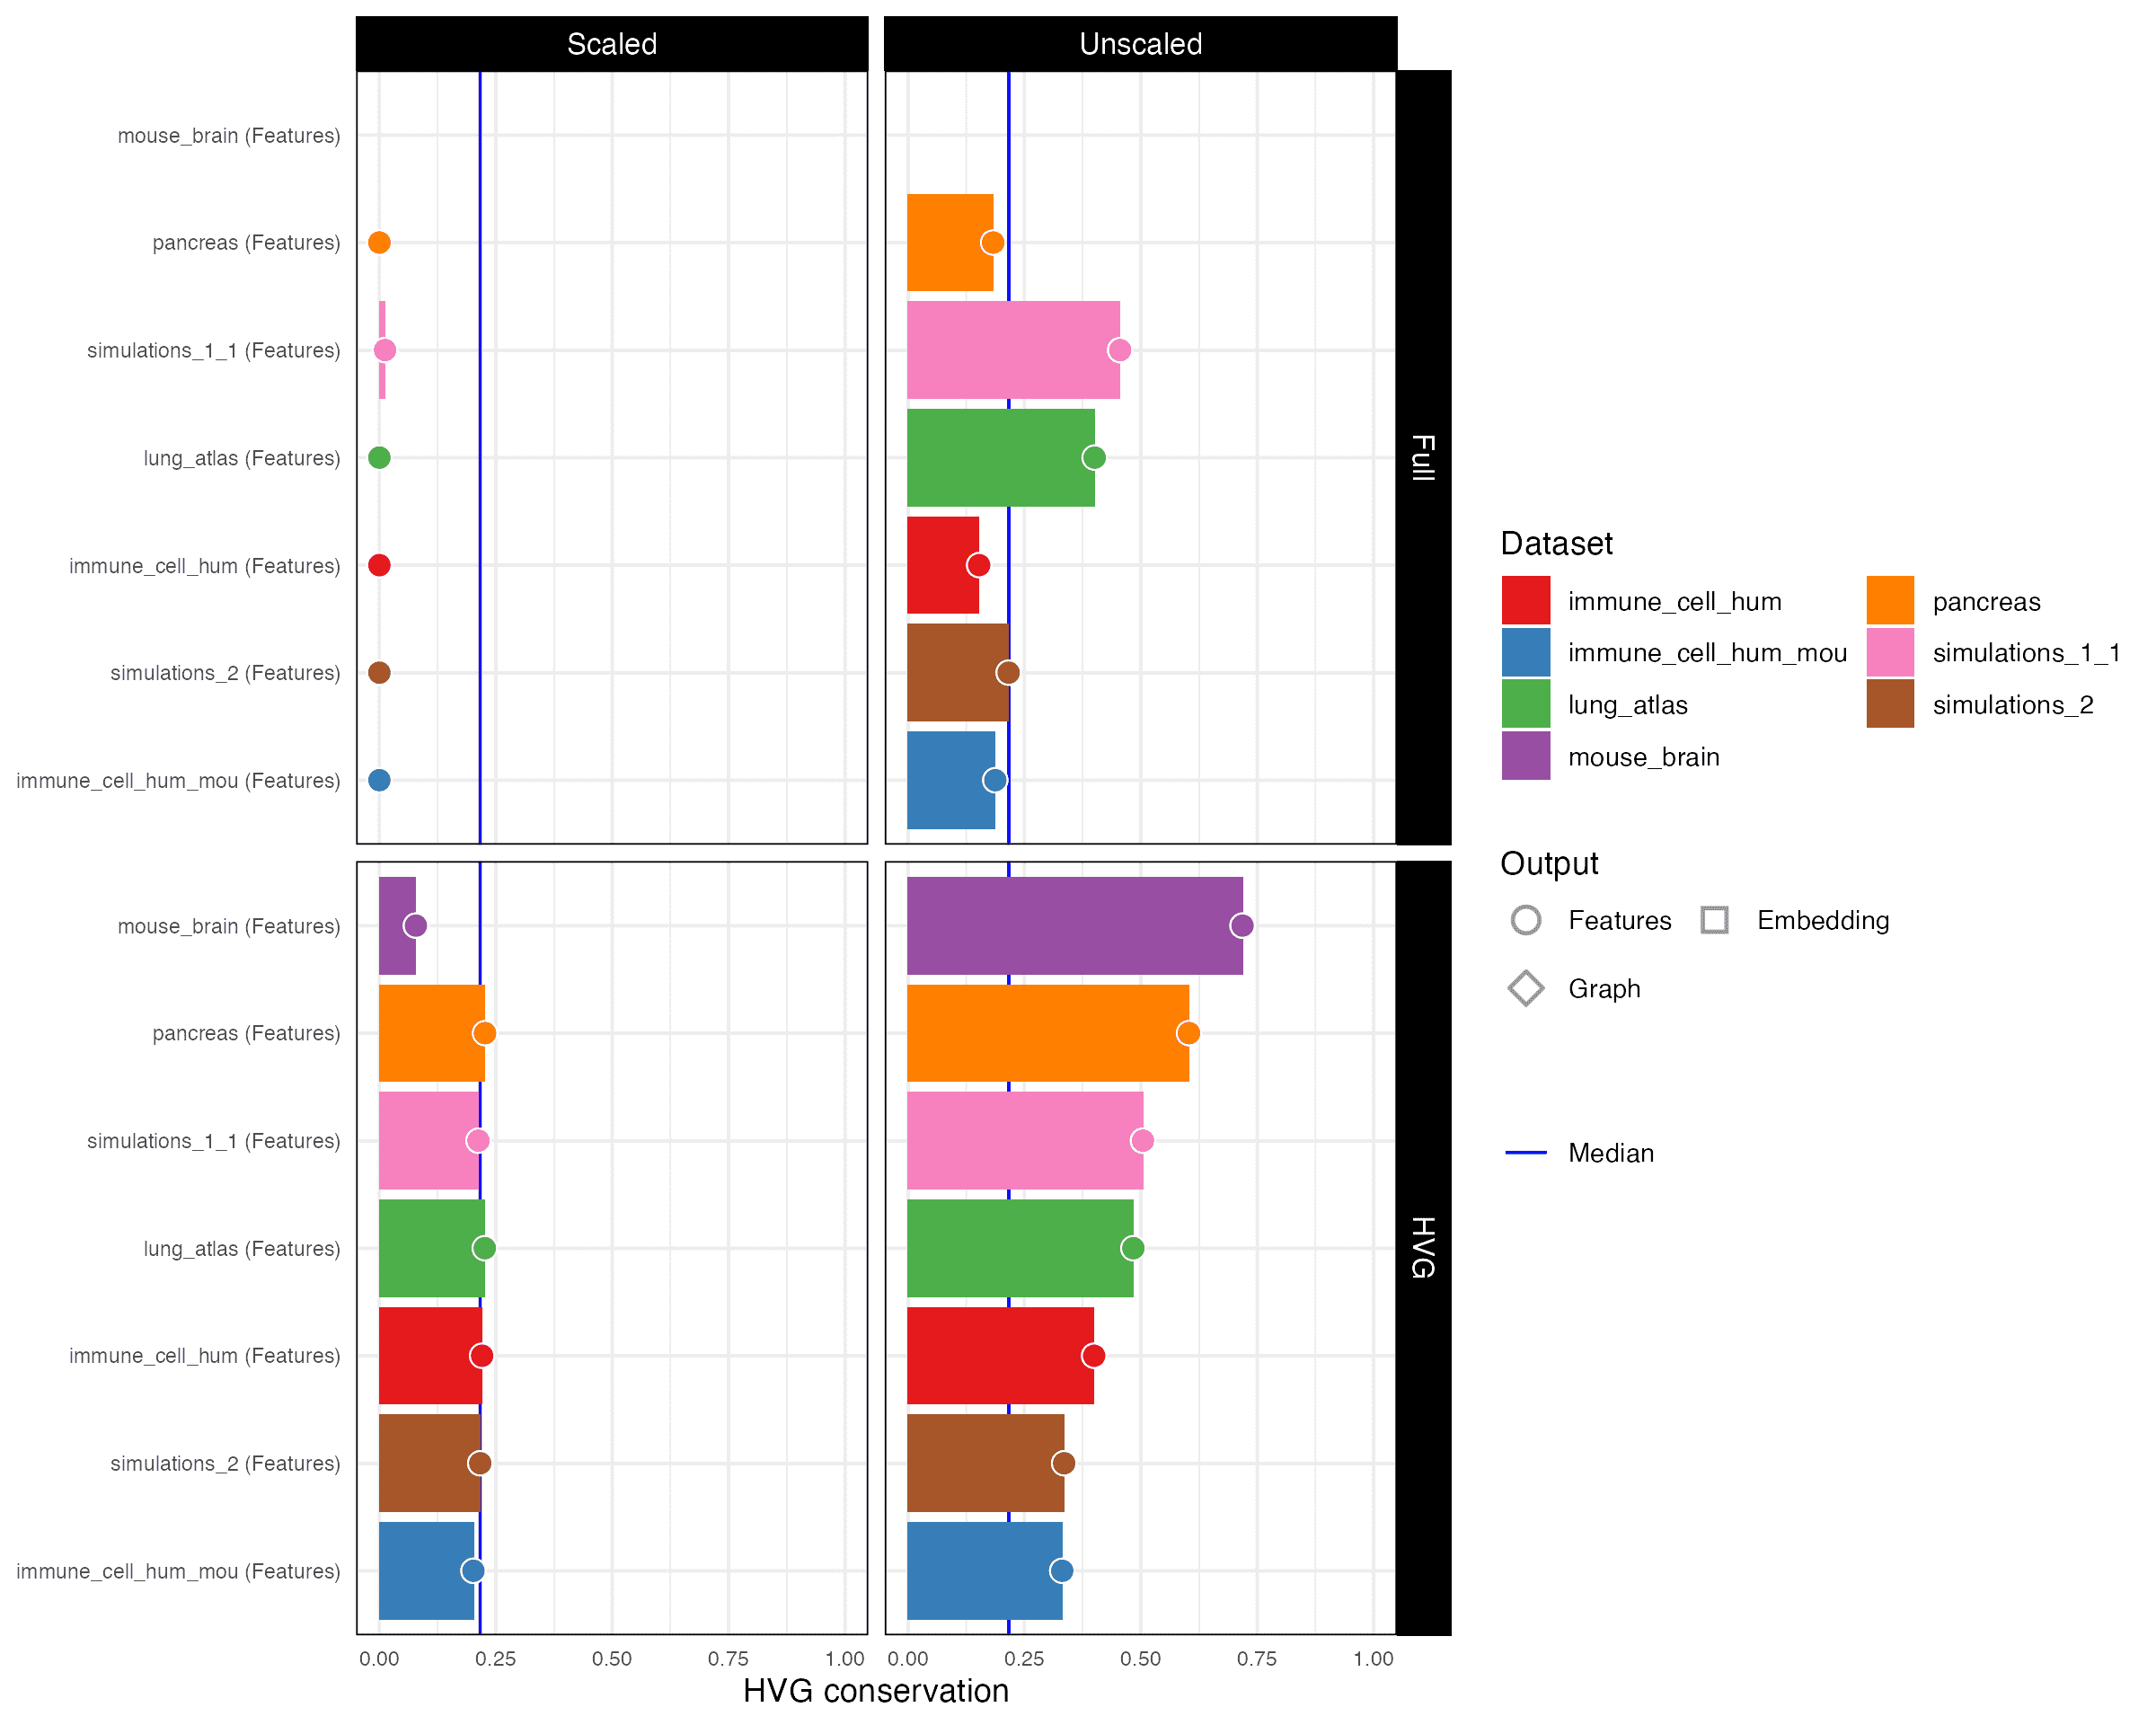 Scaled
Unscaled
mouse_brain (Features)
pancreas (Features)
simulations_1_1 (Features)
lung_atlas (Features)
immune_cell_hum (Features)
simulations_2 (Features)
immune_cell_hum_mou (Features)
Full
mouse_brain (Features)
pancreas (Features)
simulations_1_1 (Features)
lung_atlas (Features)
immune_cell_hum (Features)
simulations_2 (Features)
immune_cell_hum_mou (Features)
HVG
0.00 0.25 0.50 0.75 1.00
0.00 0.25 0.50 0.75 1.00
HVG conservation
Dataset
immune_cell_hum
immune_cell_hum_mou
lung_atlas
mouse_brain
pancreas
simulations_1_1
simulations_2
Output
Features
Embedding
Graph
Median